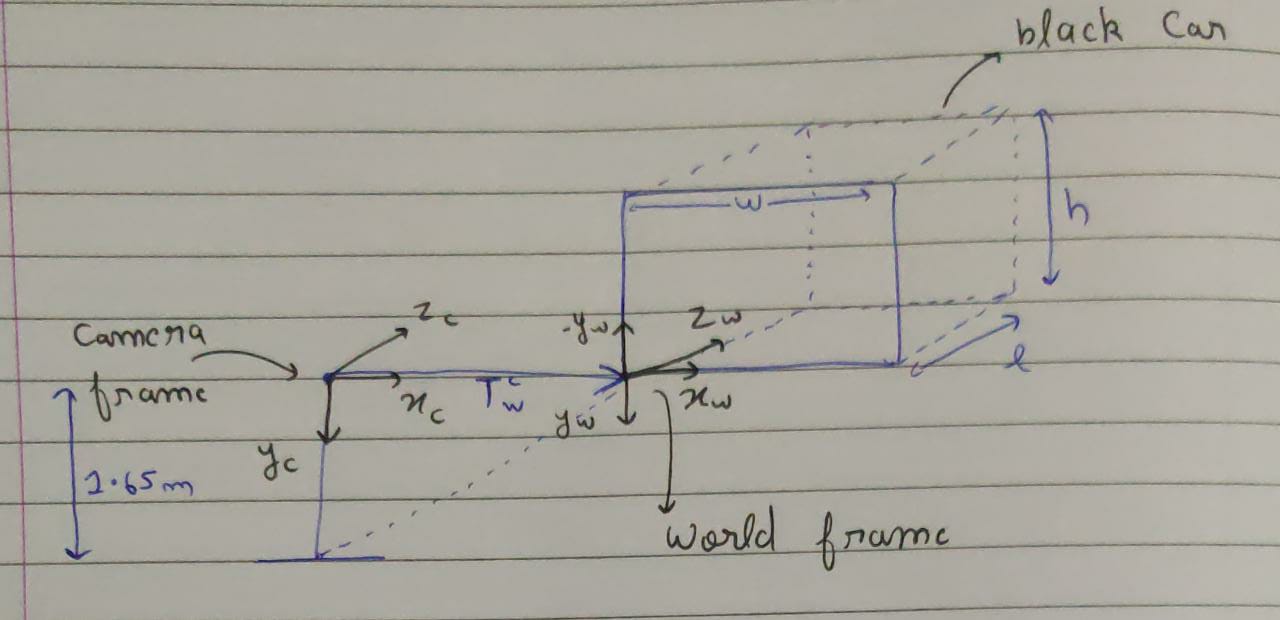 black Car
w
h
z_c
Camera
frame
-y_w
z_w
x_c
T_w^c
y_w
x_w
l
y_c
1.65m
world frame